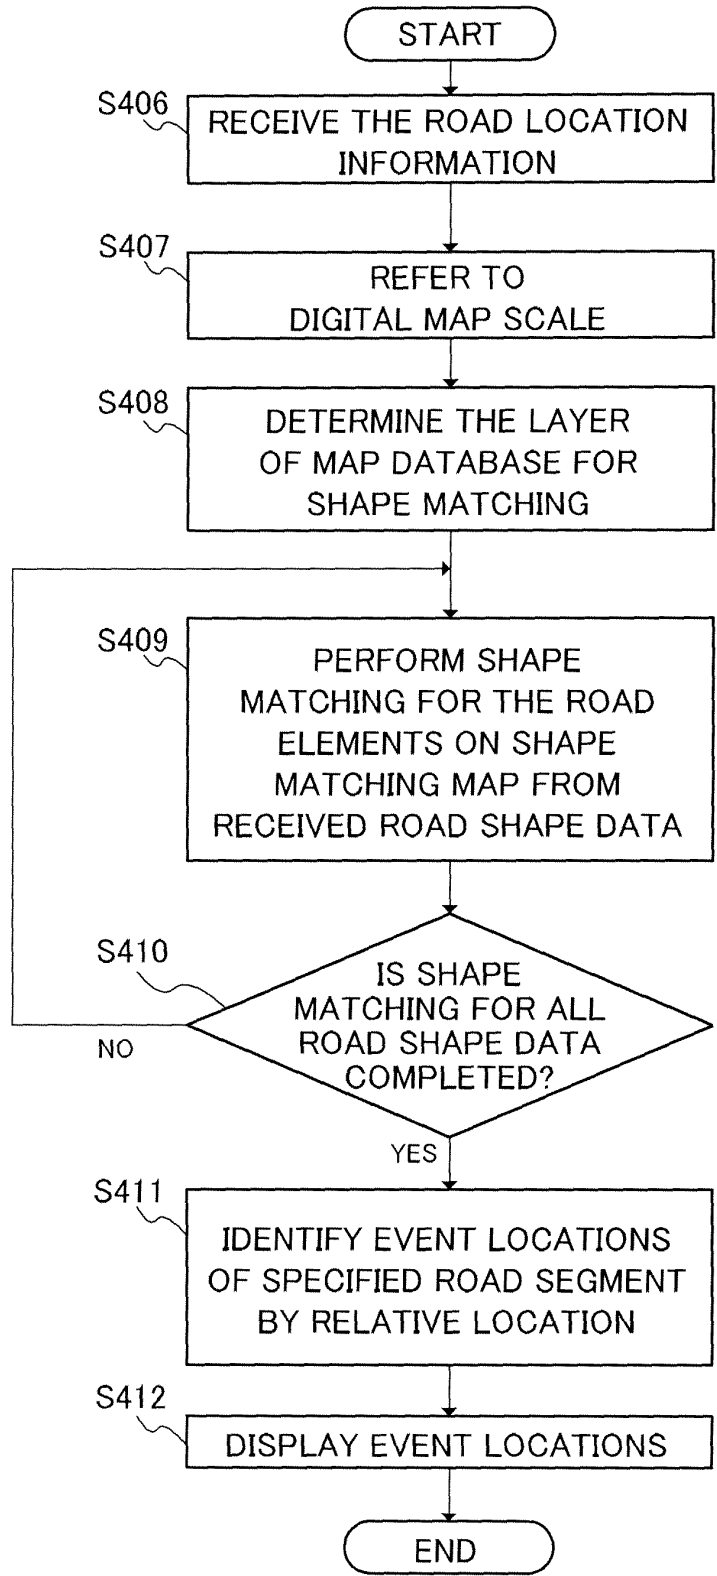 START
S406
RECEIVE THE ROAD LOCATION
INFORMATION
S407
REFER TO
DIGITAL MAP SCALE
S408
DETERMINE THE LAYER
OF MAP DATABASE FOR
SHAPE MATCHING
S409
PERFORM SHAPE
MATCHING FOR THE ROAD
ELEMENTS ON SHAPE
MATCHING MAP FROM
RECEIVED ROAD SHAPE DATA
S410
IS SHAPE
MATCHING FOR ALL
ROAD SHAPE DATA
COMPLETED?
NO
YES
S411
IDENTIFY EVENT LOCATIONS
OF SPECIFIED ROAD SEGMENT
BY RELATIVE LOCATION
S412
DISPLAY EVENT LOCATIONS
END